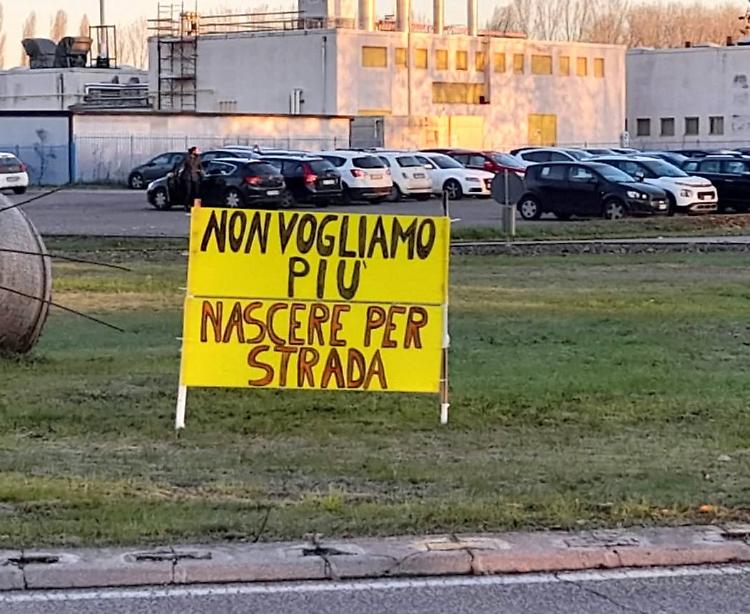 NON VOGLIAMO
PIU'
NASCERE PER
STRADA